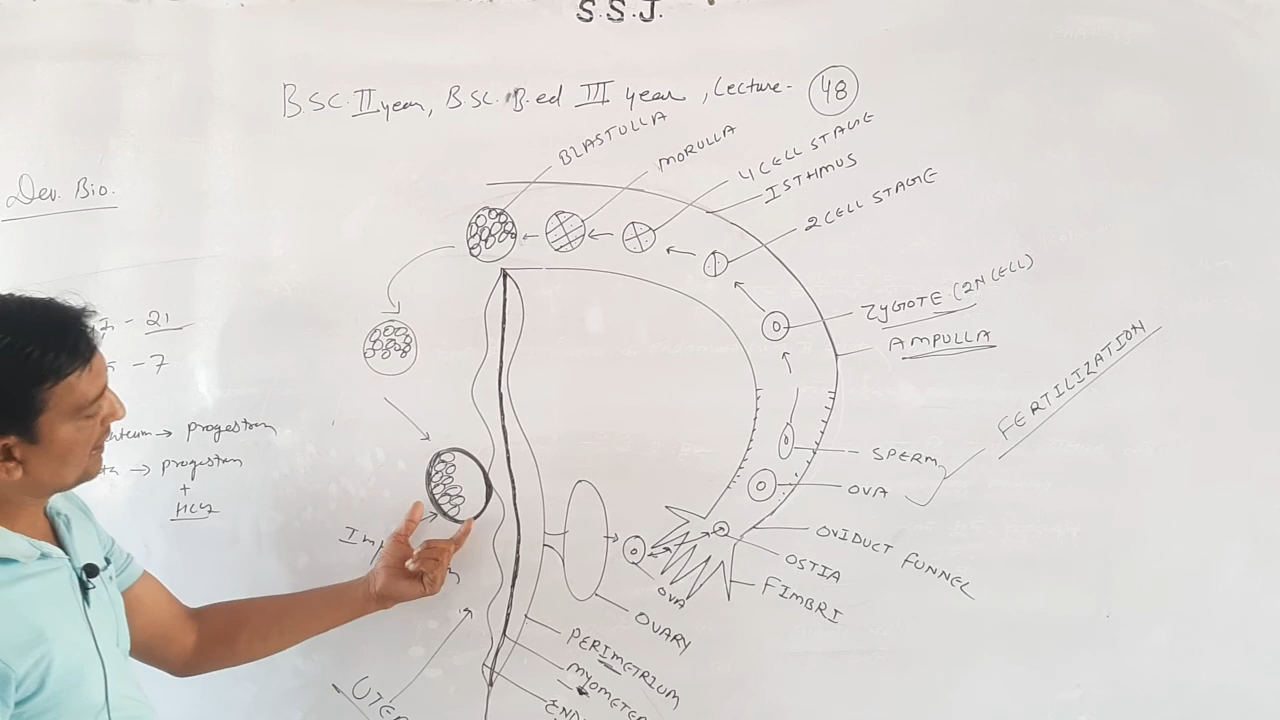 S.S.J.
B.SC. II year, B.SC. B.ed III year, Lecture - 48
Dev. Bio.
- 21
- 7
→ progestron
→ progestron
+
BLASTULLA
MORULLA
4 CELL STAGE
ISTHMUS
2 CELL STAGE
ZYGOTE (2N CELL)
AMPULLA
FERTILIZATION
SPERM
OVA
OVIDUCT FUNNEL
OSTIA
FIMBRI
OVA
OVARY
PERIMETRIUM